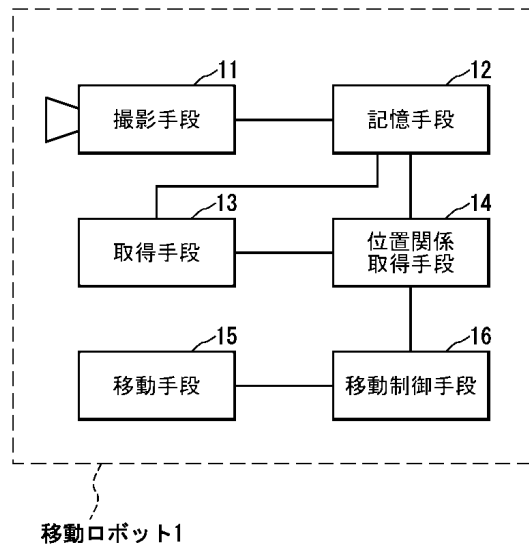 11
撮影手段
12
記憶手段
13
取得手段
14
位置関係
取得手段
15
移動手段
16
移動制御手段
移動ロボット1